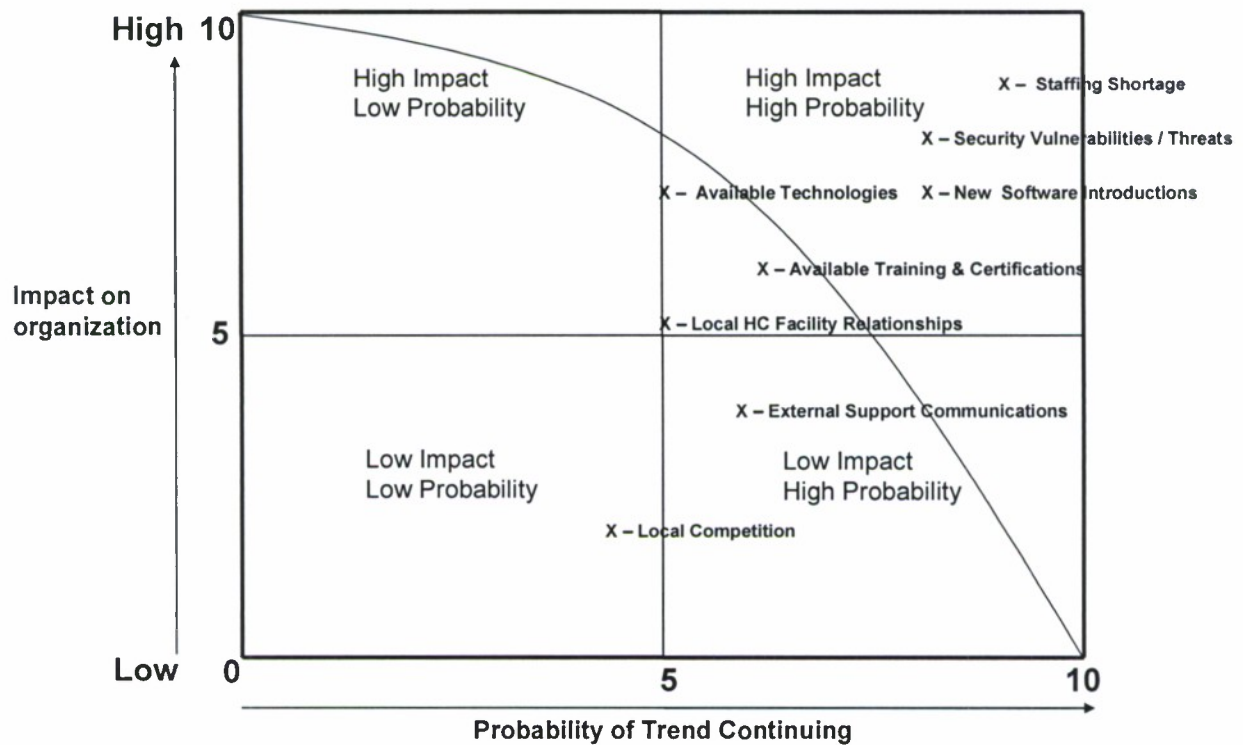 High 10
High Impact
Low Probability
High Impact
High Probability
X – Staffing Shortage
X – Security Vulnerabilities / Threats
X – Available Technologies
X – New Software Introductions
X – Available Training & Certifications
Impact on
organization
5
X – Local HC Facility Relationships
X – External Support Communications
Low Impact
Low Probability
Low Impact
High Probability
X – Local Competition
Low
0
5
10
Probability of Trend Continuing